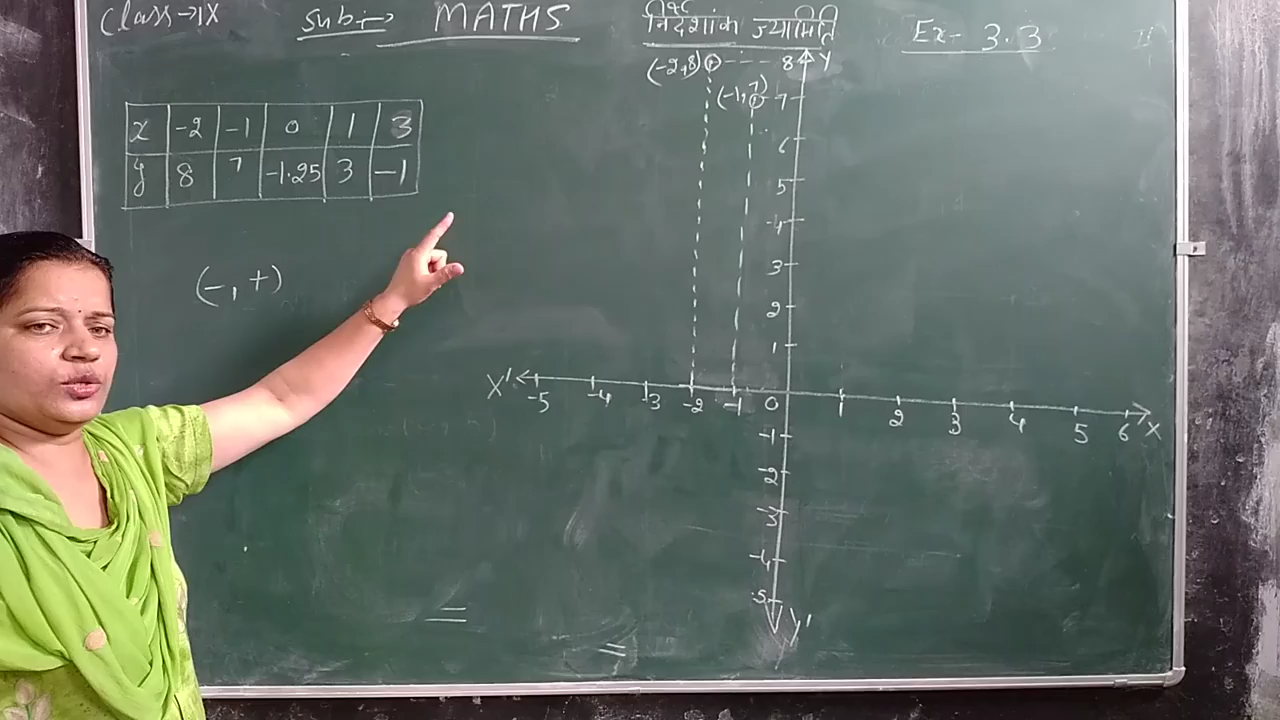 Class→IX Sub:- MATHS निर्देशांक ज्यामिति Ex- 3.3
x -2 -1 0 1 3
y 8 7 -1.25 3 -1
(-, +)
(-2,8) 8 Y
(-1,7) 7
6
5
4
3
2
1
X' -5 -4 -3 -2 -1 0 1 2 3 4 5 6 X
-1
-2
-3
-4
-5
Y'